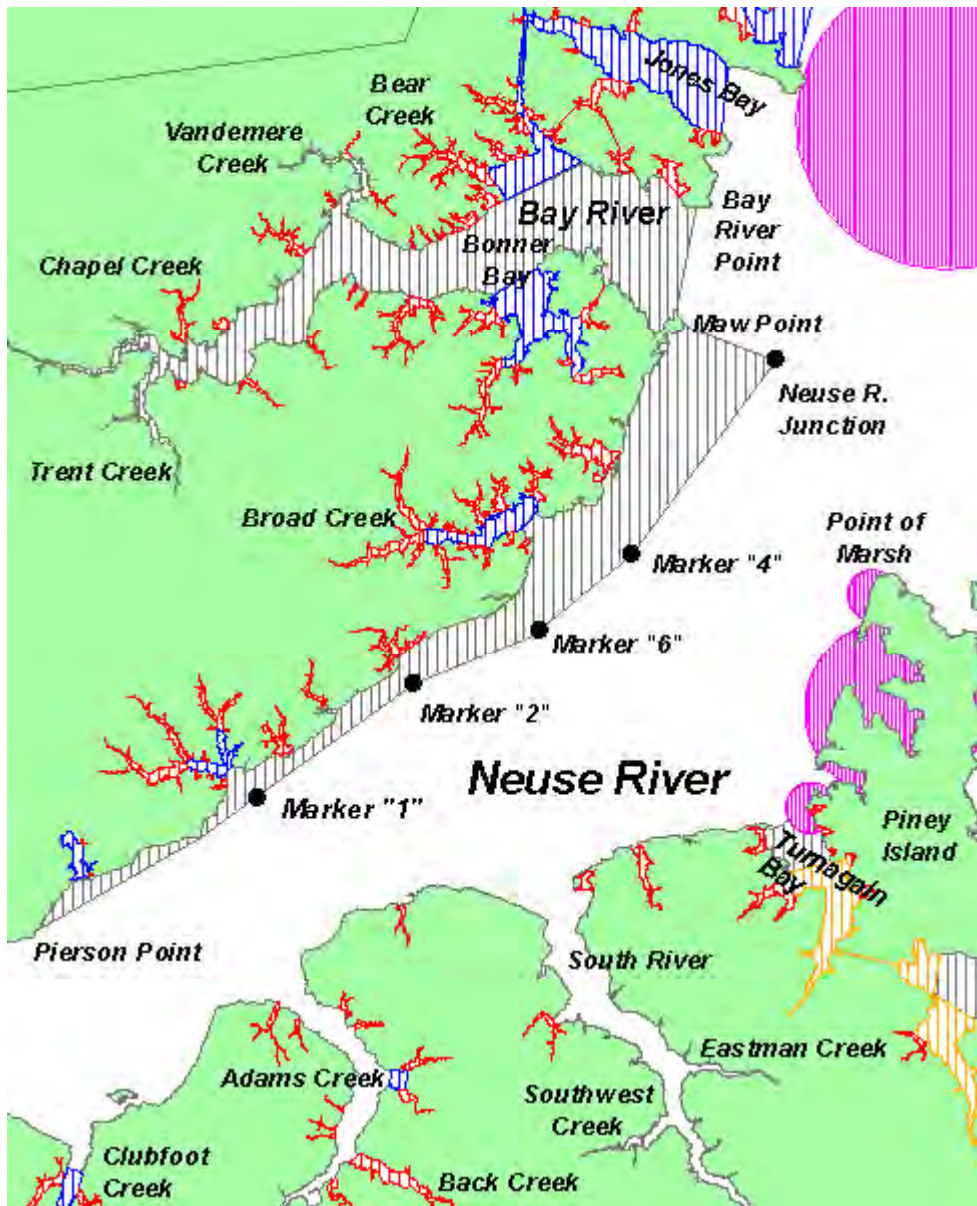 Jones Bay
Bear
Creek
Vandemere
Creek
Bay River
Bay
River
Point
Bonner
Bay
Chapel Creek
Maw Point
Neuse R.
Junction
Trent Creek
Broad Creek
Point of
Marsh
Marker "4"
Marker "6"
Marker "2"
Neuse River
Marker "1"
Piney
Island
Turnagain
Bay
Pierson Point
South River
Eastman Creek
Adams Creek
Southwest
Creek
Clubfoot
Creek
Back Creek